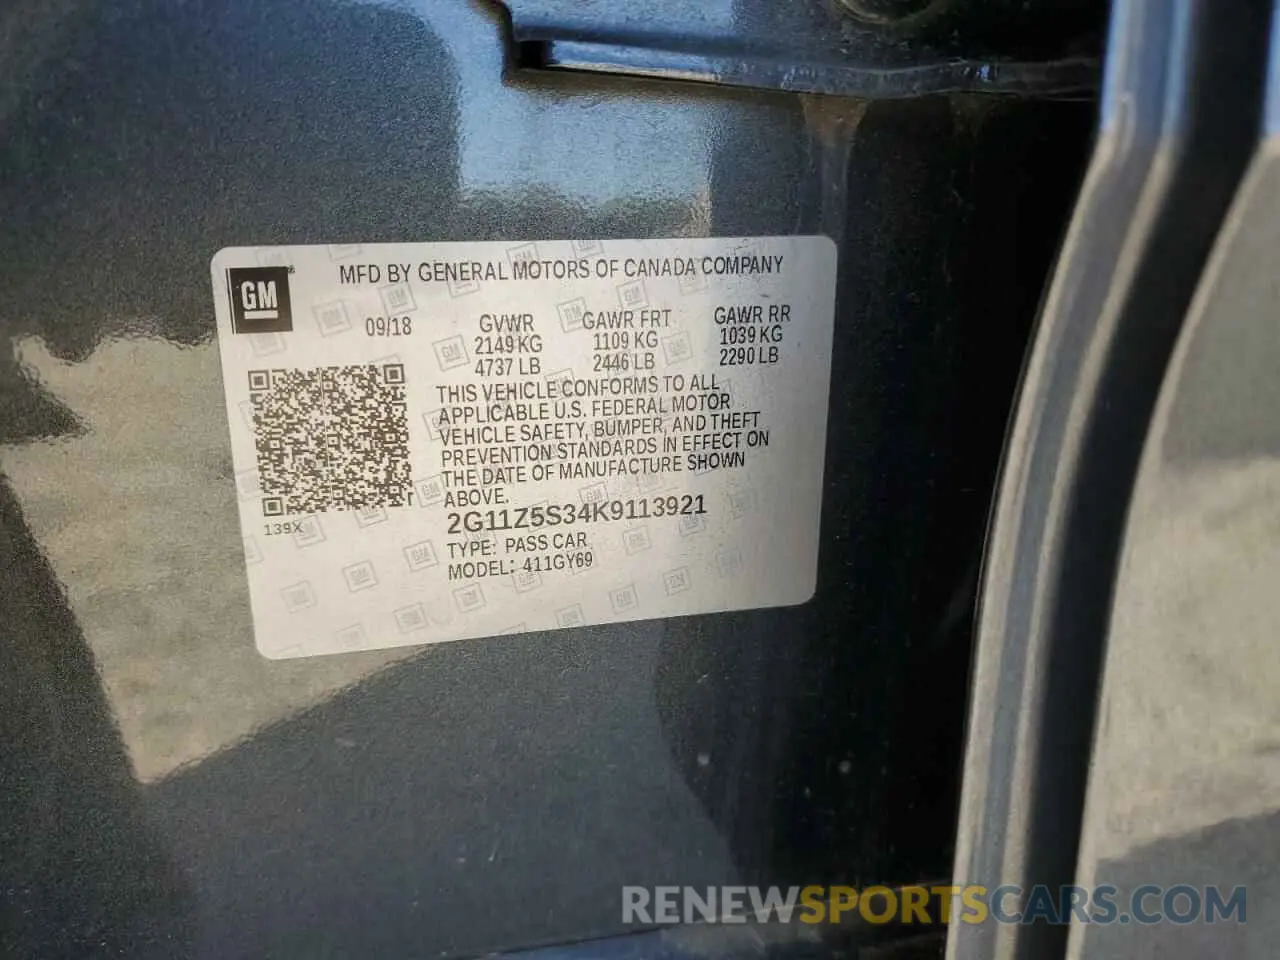 GM
MFD BY GENERAL MOTORS OF CANADA COMPANY
09/18
GVWR GAWR FRT GAWR RR
2149 KG 1109 KG 1039 KG
4737 LB 2446 LB 2290 LB
THIS VEHICLE CONFORMS TO ALL
APPLICABLE U.S. FEDERAL MOTOR
VEHICLE SAFETY, BUMPER, AND THEFT
PREVENTION STANDARDS IN EFFECT ON
THE DATE OF MANUFACTURE SHOWN
ABOVE.
139X
2G11Z5S34K9113921
TYPE: PASS CAR
MODEL: 411GY69
RENEWSPORTSCARS.COM